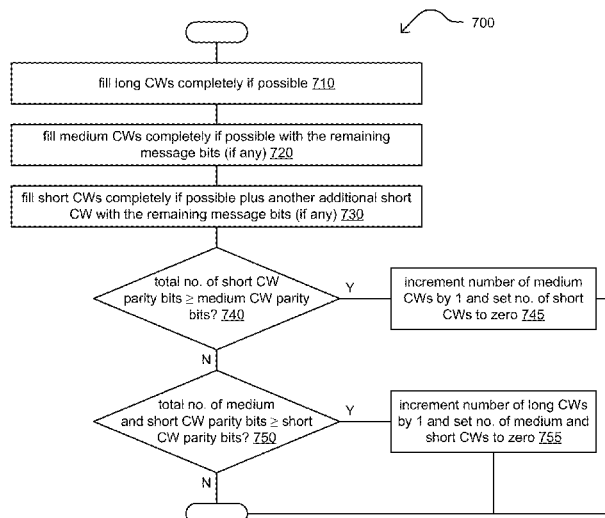 700
fill long CWs completely if possible 710
fill medium CWs completely if possible with the remaining
message bits (if any) 720
fill short CWs completely if possible plus another additional short
CW with the remaining message bits (if any) 730
total no. of short CW
parity bits ≥ medium CW parity
bits? 740
Y
increment number of medium
CWs by 1 and set no. of short
CWs to zero 745
N
total no. of medium
and short CW parity bits ≥ short
CW parity bits? 750
Y
increment number of long CWs
by 1 and set no. of medium and
short CWs to zero 755
N